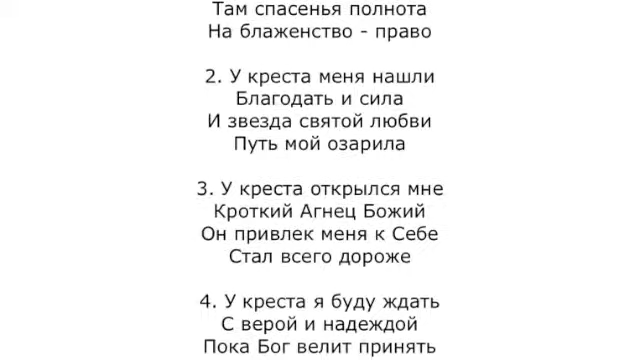 Там спасенья полнота
На блаженство - право
2. У креста меня нашли
Благодать и сила
И звезда святой любви
Путь мой озарила
3. У креста открылся мне
Кроткий Агнец Божий
Он привлек меня к Себе
Стал всего дороже
4. У креста я буду ждать
С верой и надеждой
Пока Бог велит принять